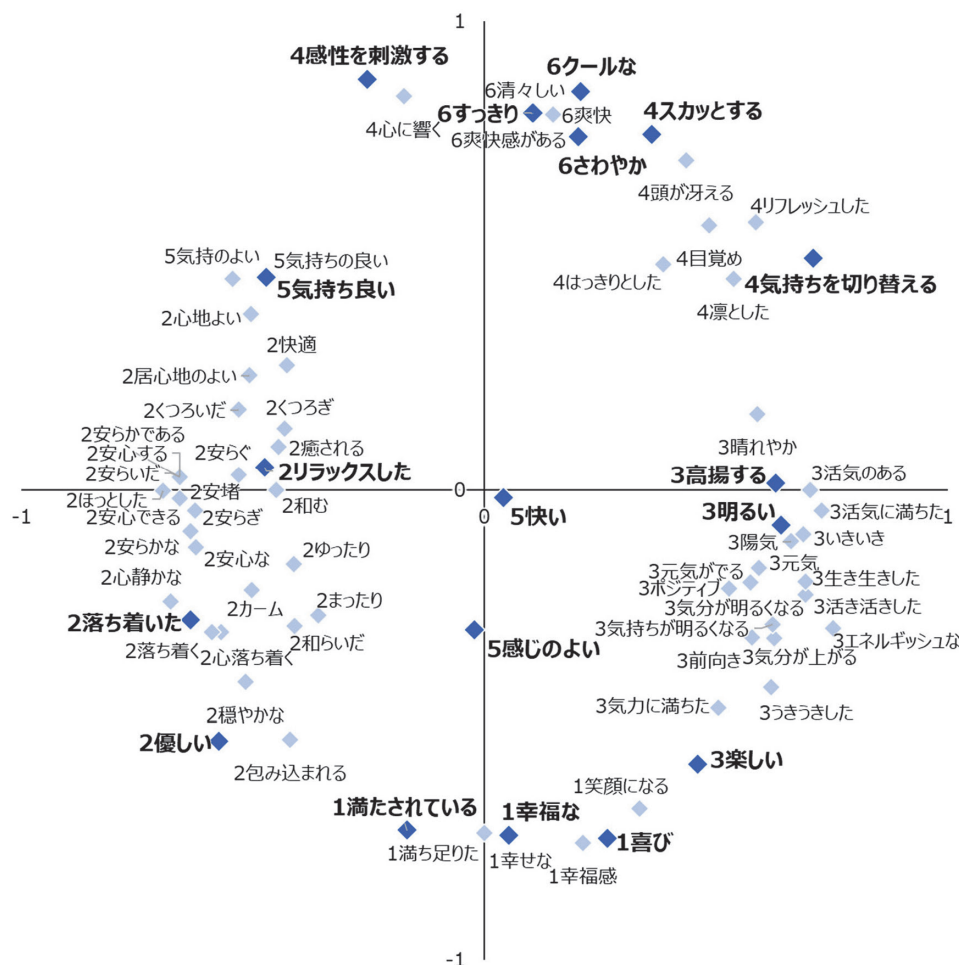 1
4感性を刺激する
6クールな
6清々しい
6すっきり
6爽快
4スカッとする
4心に響く
6爽快感がある
6さわやか
4頭が冴える
4リフレッシュした
5気持のよい
5気持ちの良い
4目覚め
4はっきりとした
5気持ち良い
4気持ちを切り替える
4凛とした
2心地よい
2快適
2居心地のよい
2くつろいだ
2くつろぎ
2安らかである
2安心する
2安らぐ
2癒される
3晴れやか
2安らいだ
2リラックスした
3高揚する
3活気のある
2ほっとした
2安堵
2和む
-1
0
0
1
2安心できる
2安らぎ
5快い
3明るい
3活気に満ちた
2安らかな
2安心な
2ゆったり
3陽気
3いきいき
3元気
2心静かな
3元気がでる
3ポジティブ
3生き生きした
2カーム
2まったり
3気分が明るくなる
3活き活きした
2落ち着いた
3気持ちが明るくなる
2落ち着く
2心落ち着く
2和らいだ
5感じのよい
3エネルギッシュな
3前向き
3気分が上がる
3気力に満ちた
3うきうきした
2穏やかな
2優しい
2包み込まれる
3楽しい
1笑顔になる
1満たされている
1幸福な
1喜び
1満ち足りた
1幸せな
1幸福感
-1